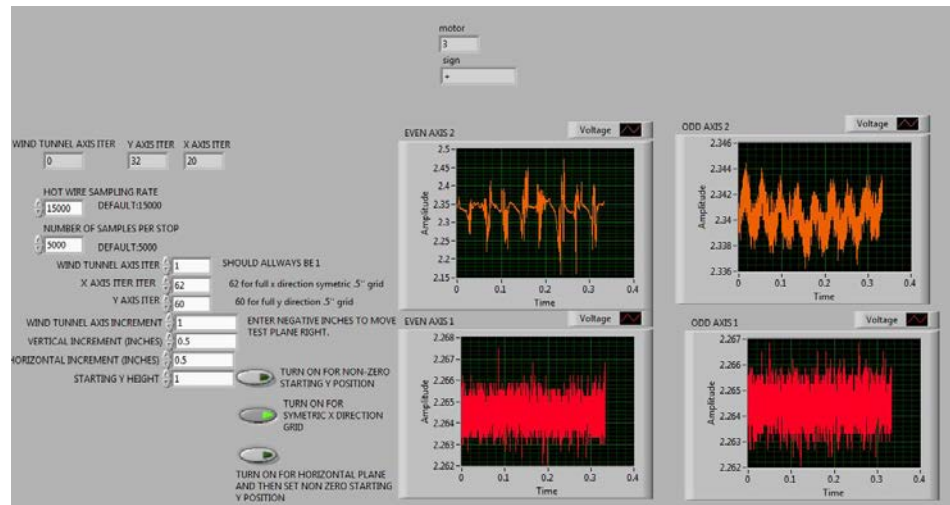 motor
3
sign
+
WIND TUNNEL AXIS ITER Y AXIS ITER X AXIS ITER
0 32 20
HOT WIRE SAMPLING RATE
15000 DEFAULT:15000
NUMBER OF SAMPLES PER STOP
5000 DEFAULT:5000
WIND TUNNEL AXIS ITER 1 SHOULD ALLWAYS BE 1
X AXIS ITER ITER 62 62 for full x direction symetric .5" grid
Y AXIS ITER 60 60 for full y direction .5" grid
WIND TUNNEL AXIS INCREMENT 1 ENTER NEGATIVE INCHES TO MOVE
TEST PLANE RIGHT.
VERTICAL INCREMENT (INCHES) 0.5
HORIZONTAL INCREMENT (INCHES) 0.5
STARTING Y HEIGHT 1
TURN ON FOR NON-ZERO
STARTING Y POSITION
TURN ON FOR
SYMETRIC X DIRECTION
GRID
TURN ON FOR HORIZONTAL PLANE
AND THEN SET NON ZERO STARTING
Y POSITION
EVEN AXIS 2 Voltage
Amplitude
2.5
2.45
2.4
2.35
2.3
2.25
2.2
2.15
0 0.1 0.2 0.3 0.4
Time
ODD AXIS 2 Voltage
Amplitude
2.346
2.344
2.342
2.34
2.338
2.336
0 0.1 0.2 0.3 0.4
Time
EVEN AXIS 1 Voltage
Amplitude
2.268
2.267
2.266
2.265
2.264
2.263
2.262
0 0.1 0.2 0.3 0.4
Time
ODD AXIS 1 Voltage
Amplitude
2.267
2.266
2.265
2.264
2.263
2.262
0 0.1 0.2 0.3 0.4
Time